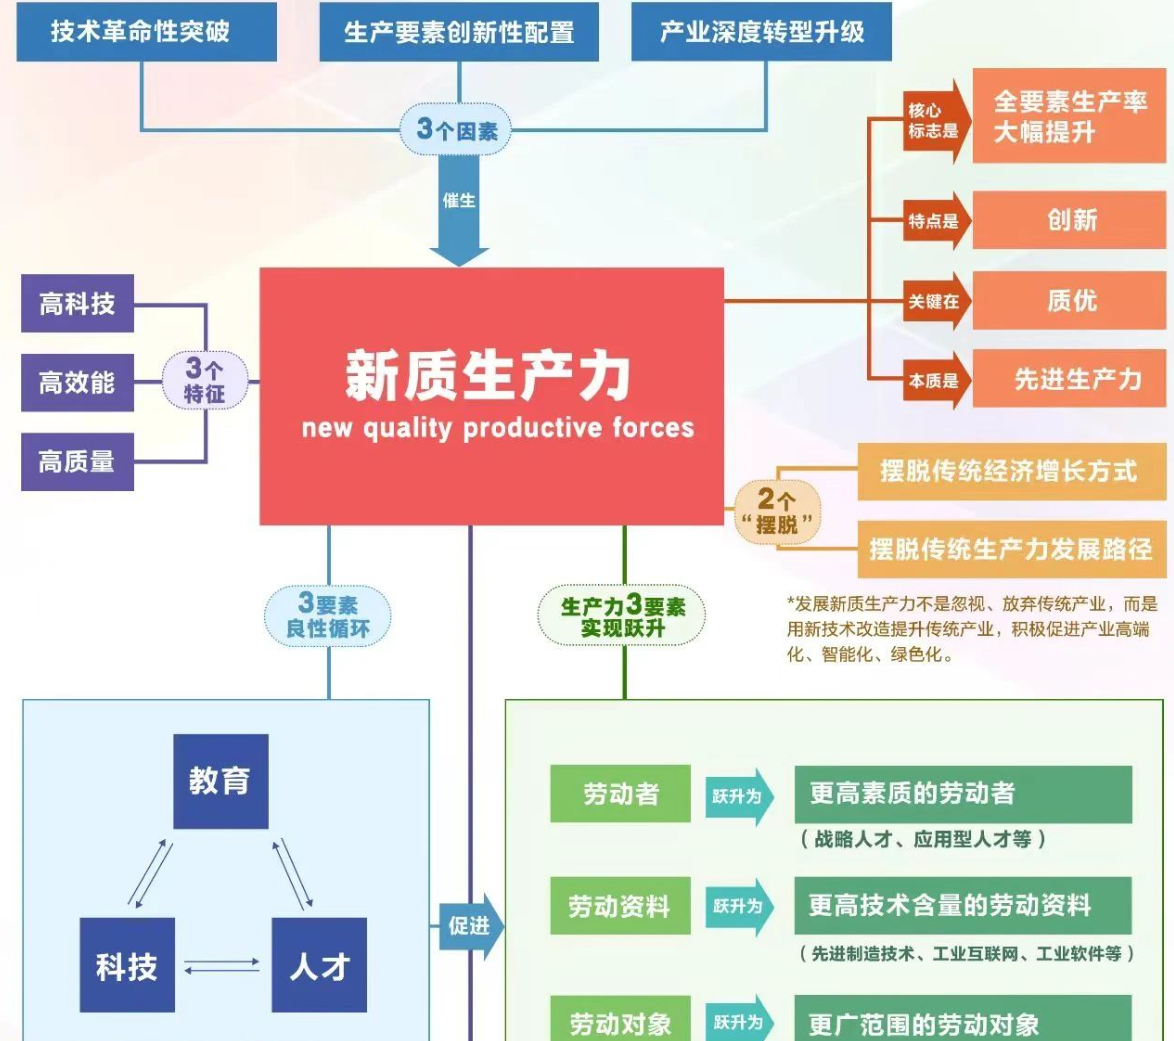 技术革命性突破
生产要素创新性配置
产业深度转型升级
3个因素
催生
核心
标志是
全要素生产率
大幅提升
特点是
创新
关键在
质优
本质是
先进生产力
高科技
高效能
高质量
3个
特征
新质生产力
new quality productive forces
2个
“摆脱”
摆脱传统经济增长方式
摆脱传统生产力发展路径
*发展新质生产力不是忽视、放弃传统产业，而是
用新技术改造提升传统产业，积极促进产业高端
化、智能化、绿色化。
3要素
良性循环
生产力3要素
实现跃升
教育
科技
人才
促进
劳动者
跃升为
更高素质的劳动者
（战略人才、应用型人才等）
劳动资料
跃升为
更高技术含量的劳动资料
（先进制造技术、工业互联网、工业软件等）
劳动对象
跃升为
更广范围的劳动对象